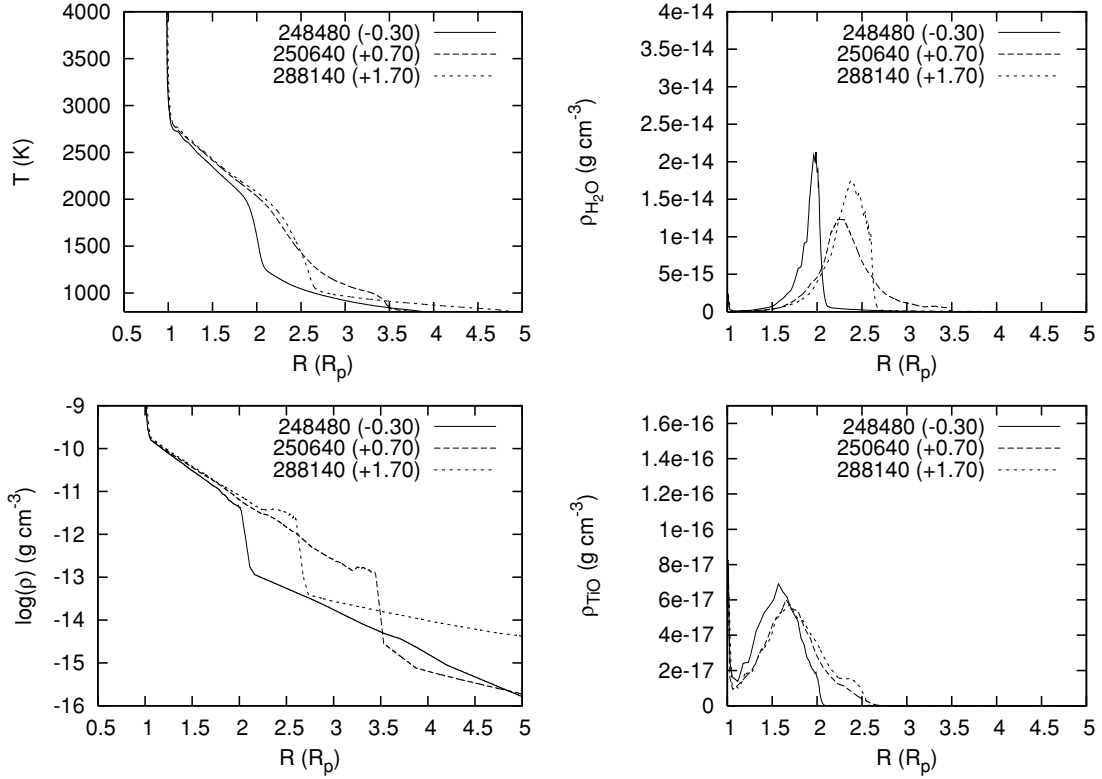 4000
3500
3000
2500
2000
1500
1000
T (K)
0.5 1 1.5 2 2.5 3 3.5 4 4.5 5
R (Rp)
248480 (-0.30)
250640 (+0.70)
288140 (+1.70)
4e-14
3.5e-14
3e-14
2.5e-14
2e-14
1.5e-14
1e-14
5e-15
0
ρH2O (g cm-3)
1 1.5 2 2.5 3 3.5 4 4.5 5
R (Rp)
248480 (-0.30)
250640 (+0.70)
288140 (+1.70)
-9
-10
-11
-12
-13
-14
-15
-16
log(ρ) (g cm-3)
0.5 1 1.5 2 2.5 3 3.5 4 4.5 5
R (Rp)
248480 (-0.30)
250640 (+0.70)
288140 (+1.70)
1.6e-16
1.4e-16
1.2e-16
1e-16
8e-17
6e-17
4e-17
2e-17
0
ρTiO (g cm-3)
1 1.5 2 2.5 3 3.5 4 4.5 5
R (Rp)
248480 (-0.30)
250640 (+0.70)
288140 (+1.70)